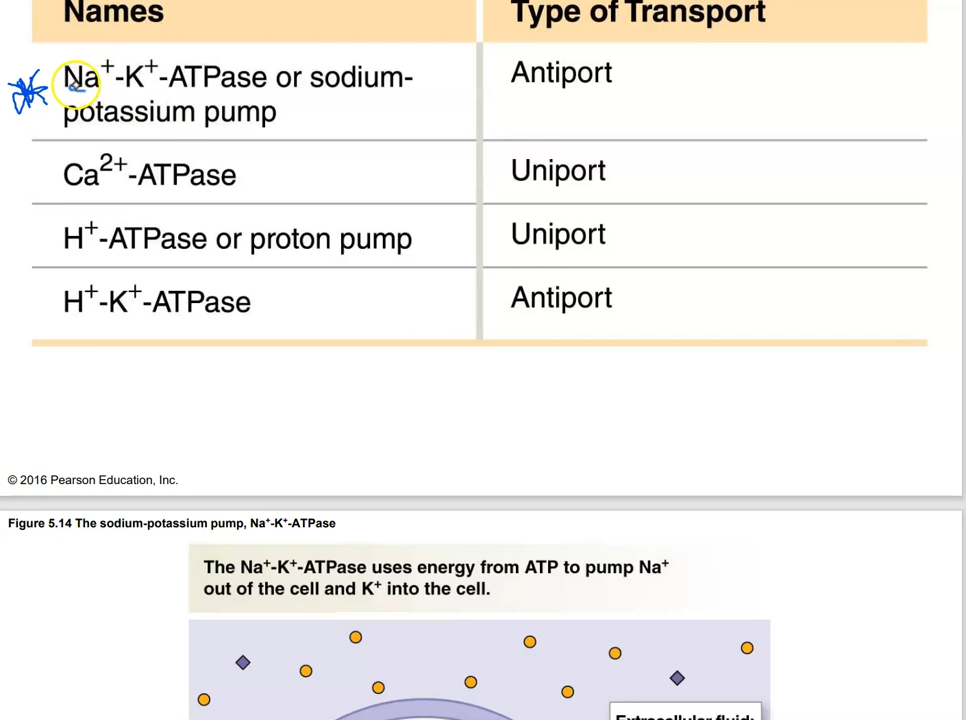 Names
Type of Transport
Na⁺-K⁺-ATPase or sodium-
potassium pump
Antiport
Ca²⁺-ATPase
Uniport
H⁺-ATPase or proton pump
Uniport
H⁺-K⁺-ATPase
Antiport
© 2016 Pearson Education, Inc.
Figure 5.14 The sodium-potassium pump, Na⁺-K⁺-ATPase
The Na⁺-K⁺-ATPase uses energy from ATP to pump Na⁺
out of the cell and K⁺ into the cell.
Extracellular fluid: